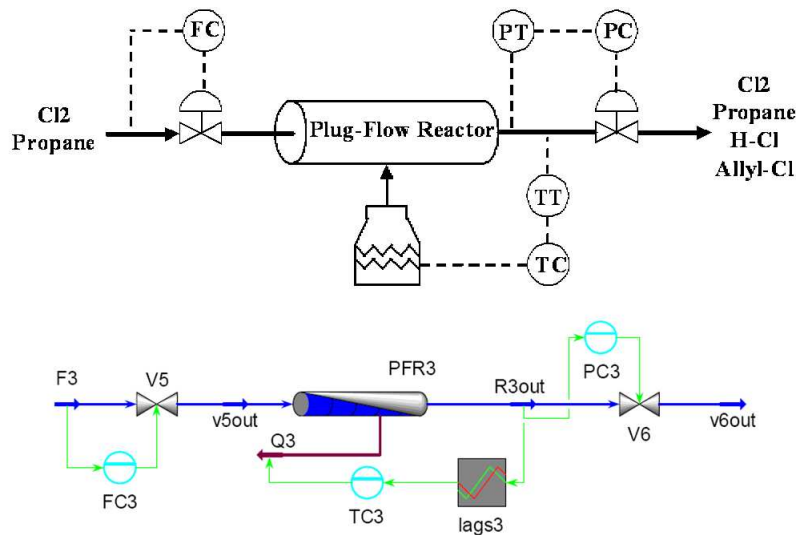 FC
PT
PC
Cl2
Propane
Plug-Flow Reactor
Cl2
Propane
H-Cl
Allyl-Cl
TT
TC
F3
V5
v5out
PFR3
R3out
PC3
V6
v6out
Q3
FC3
TC3
lags3